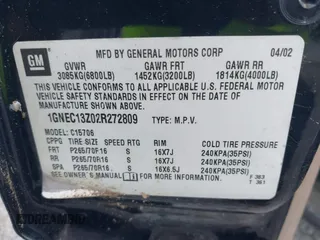 GM
MFD. BY GENERAL MOTORS CORP 04/02
GVWR GAWR FRT GAWR RR
3085KG(6800LB) 1452KG(3200LB) 1814KG(4000LB)
THIS VEHICLE CONFORMS TO ALL APPLICABLE U.S. FEDERAL MOTOR
VEHICLE SAFETY STANDARDS IN EFFECT ON THE DATE OF
MANUFACTURE SHOWN ABOVE.
1GNEC13Z02R272809 TYPE: M.P.V.
C15706
TIRE SIZE SPEED RTG RIM COLD TIRE PRESSURE
FRT P265/70R16 S 16X7J 240KPA(35PSI)
RR P265/70R16 S 16X7J 240KPA(35PSI)
SPA P265/70R16 S 16X6.5J 240KPA(35PSI)
SEE OWNER'S MANUAL FOR ADDITIONAL INFORMATION.